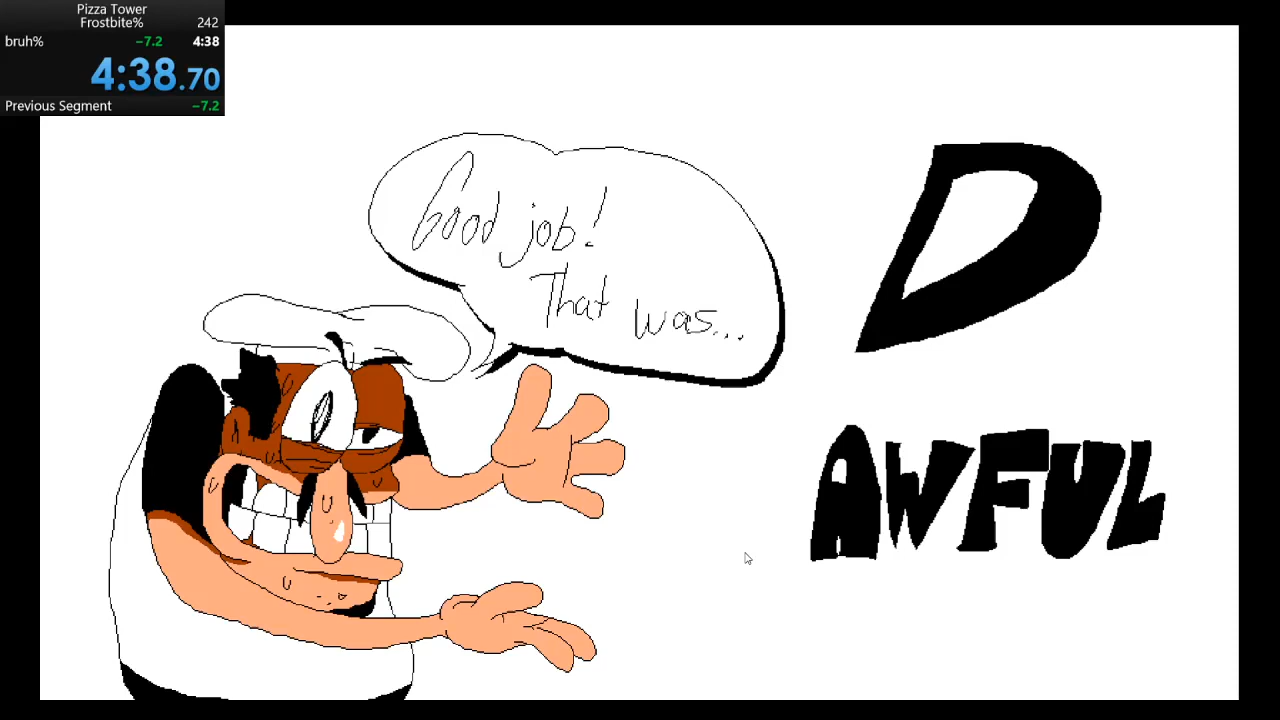 Pizza Tower
Frostbite% 242
bruh% −7.2 4:38
4:38.70
Previous Segment −7.2
Good job!
That was...
D
AWFUL